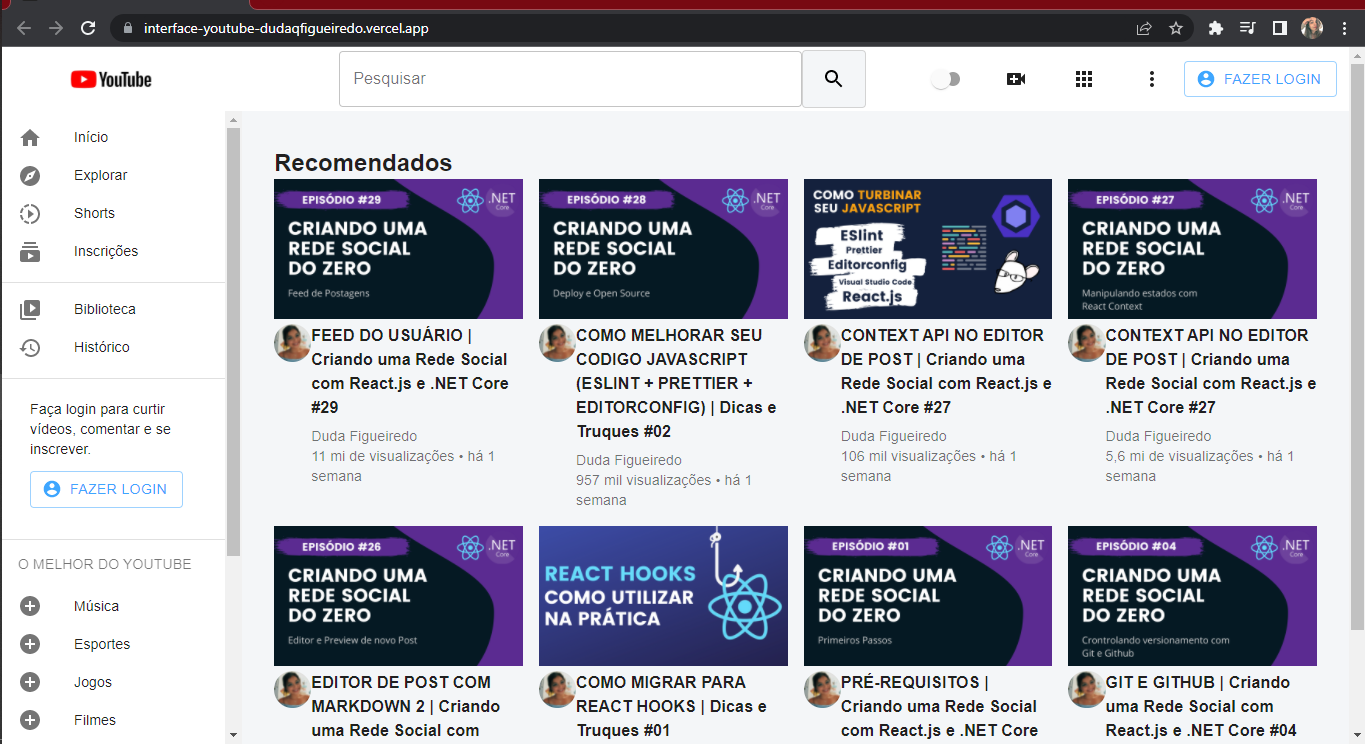 interface-youtube-dudaqfigueiredo.vercel.app
YouTube
Pesquisar
FAZER LOGIN
Início
Explorar
Shorts
Inscrições
Biblioteca
Histórico
Faça login para curtir
vídeos, comentar e se
inscrever.
FAZER LOGIN
O MELHOR DO YOUTUBE
Música
Esportes
Jogos
Filmes
Recomendados
EPISÓDIO #29
.NET
Core
CRIANDO UMA
REDE SOCIAL
DO ZERO
Feed de Postagens
FEED DO USUÁRIO |
Criando uma Rede Social
com React.js e .NET Core
#29
Duda Figueiredo
11 mi de visualizações • há 1
semana
EPISÓDIO #28
.NET
Core
CRIANDO UMA
REDE SOCIAL
DO ZERO
Deploy e Open Source
COMO MELHORAR SEU
CODIGO JAVASCRIPT
(ESLINT + PRETTIER +
EDITORCONFIG) | Dicas e
Truques #02
Duda Figueiredo
957 mil visualizações • há 1
semana
COMO TURBINAR
SEU JAVASCRIPT
ESlint
Prettier
Editorconfig
Visual Studio Code
React.js
CONTEXT API NO EDITOR
DE POST | Criando uma
Rede Social com React.js e
.NET Core #27
Duda Figueiredo
106 mil visualizações • há 1
semana
EPISÓDIO #27
.NET
Core
CRIANDO UMA
REDE SOCIAL
DO ZERO
Manipulando estados com
React Context
CONTEXT API NO EDITOR
DE POST | Criando uma
Rede Social com React.js e
.NET Core #27
Duda Figueiredo
5,6 mi de visualizações • há 1
semana
EPISÓDIO #26
.NET
Core
CRIANDO UMA
REDE SOCIAL
DO ZERO
Editor e Preview de novo Post
EDITOR DE POST COM
MARKDOWN 2 | Criando
uma Rede Social com
REACT HOOKS
COMO UTILIZAR
NA PRÁTICA
COMO MIGRAR PARA
REACT HOOKS | Dicas e
Truques #01
EPISÓDIO #01
.NET
Core
CRIANDO UMA
REDE SOCIAL
DO ZERO
Primeiros Passos
PRÉ-REQUISITOS |
Criando uma Rede Social
com React.js e .NET Core
EPISÓDIO #04
.NET
Core
CRIANDO UMA
REDE SOCIAL
DO ZERO
Crontrolando versionamento com
Git e Github
GIT E GITHUB | Criando
uma Rede Social com
React.js e .NET Core #04